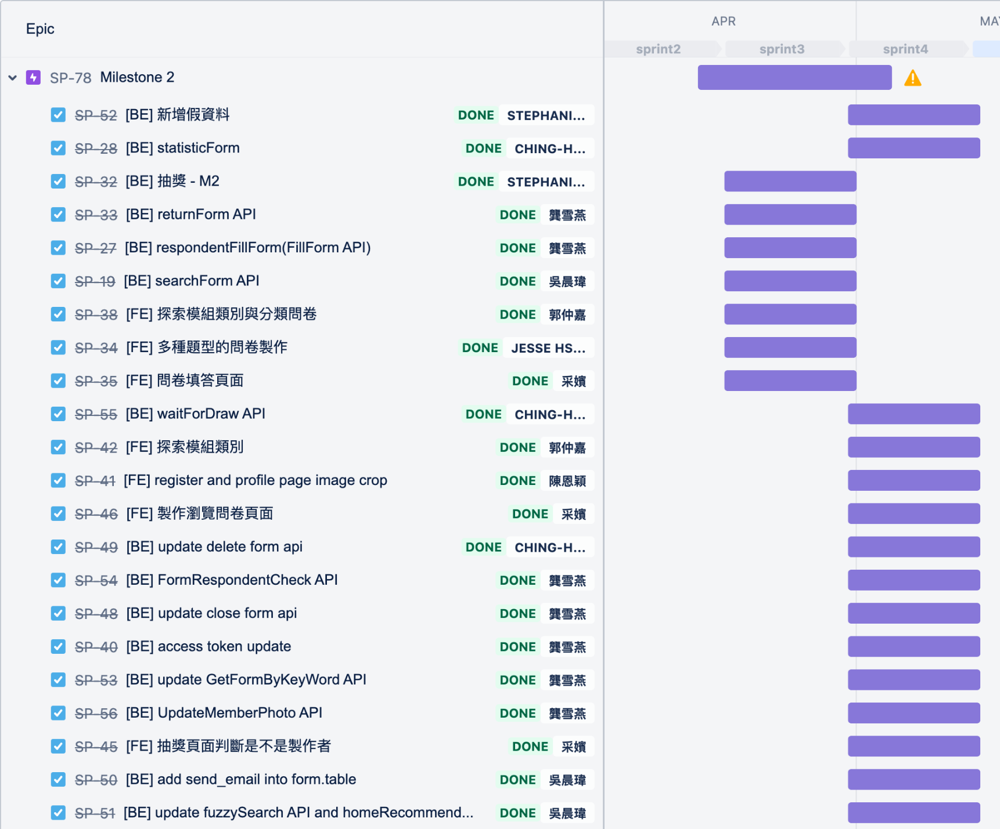 Epic
APR
MAY
sprint2
sprint3
sprint4
SP-78 Milestone 2
SP-52 [BE] 新增假資料 DONE STEPHANI...
SP-28 [BE] statisticForm DONE CHING-H...
SP-32 [BE] 抽獎 - M2 DONE STEPHANI...
SP-33 [BE] returnForm API DONE 龔雪燕
SP-27 [BE] respondentFillForm(FillForm API) DONE 龔雪燕
SP-19 [BE] searchForm API DONE 吳晨瑋
SP-38 [FE] 探索模組類別與分類問卷 DONE 郭仲嘉
SP-34 [FE] 多種題型的問卷製作 DONE JESSE HS...
SP-35 [FE] 問卷填答頁面 DONE 采嬪
SP-55 [BE] waitForDraw API DONE CHING-H...
SP-42 [FE] 探索模組類別 DONE 郭仲嘉
SP-41 [FE] register and profile page image crop DONE 陳恩穎
SP-46 [FE] 製作瀏覽問卷頁面 DONE 采嬪
SP-49 [BE] update delete form api DONE CHING-H...
SP-54 [BE] FormRespondentCheck API DONE 龔雪燕
SP-48 [BE] update close form api DONE 龔雪燕
SP-40 [BE] access token update DONE 龔雪燕
SP-53 [BE] update GetFormByKeyWord API DONE 龔雪燕
SP-56 [BE] UpdateMemberPhoto API DONE 龔雪燕
SP-45 [FE] 抽獎頁面判斷是不是製作者 DONE 采嬪
SP-50 [BE] add send_email into form.table DONE 吳晨瑋
SP-51 [BE] update fuzzySearch API and homeRecommend... DONE 吳晨瑋